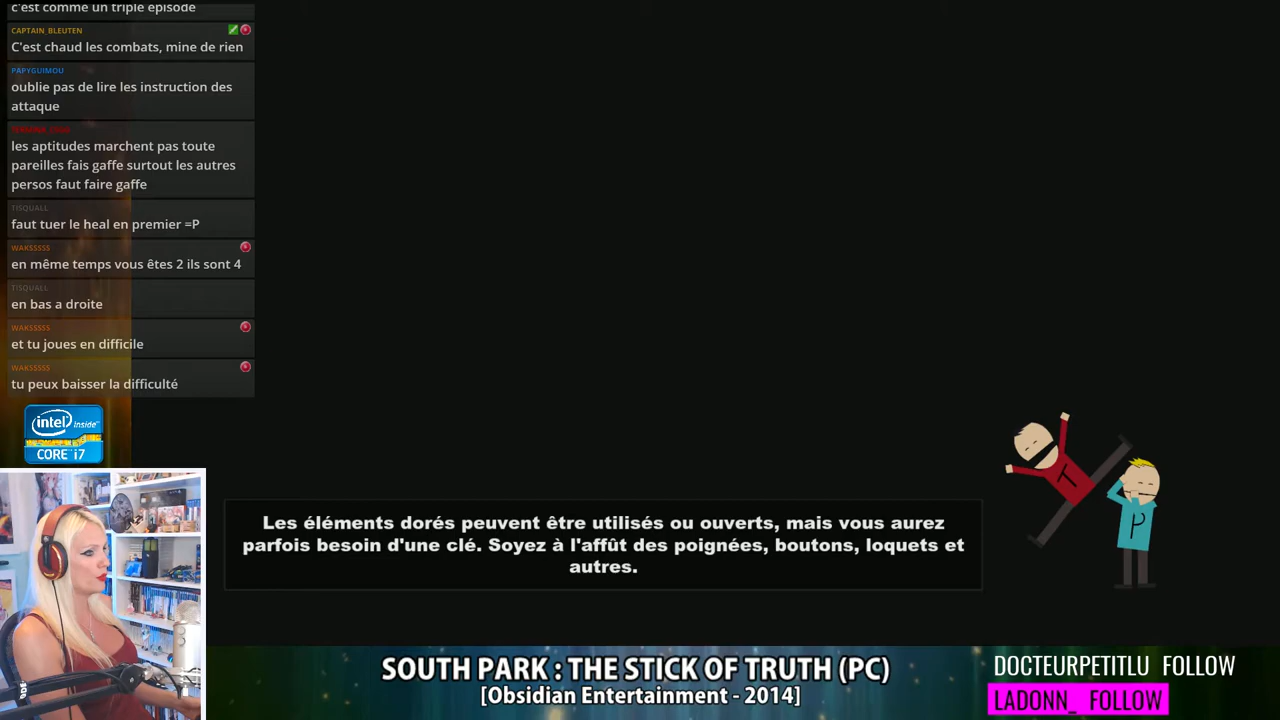 c'est comme un triple épisode
CAPTAIN_BLEUTEN
C'est chaud les combats, mine de rien
PAPYGUIMOU
oublie pas de lire les instruction des
attaque
les aptitudes marchent pas toute
pareilles fais gaffe surtout les autres
persos faut faire gaffe
TISQUALL
faut tuer le heal en premier =P
WAKSSSSS
en même temps vous êtes 2 ils sont 4
TISQUALL
en bas a droite
WAKSSSSS
et tu joues en difficile
WAKSSSSS
tu peux baisser la difficulté
intel inside™
CORE™ i7
T
P
Les éléments dorés peuvent être utilisés ou ouverts, mais vous aurez
parfois besoin d'une clé. Soyez à l'affût des poignées, boutons, loquets et
autres.
SOUTH PARK : THE STICK OF TRUTH (PC)
[Obsidian Entertainment - 2014]
DOCTEURPETITLU FOLLOW
LADONN_ FOLLOW